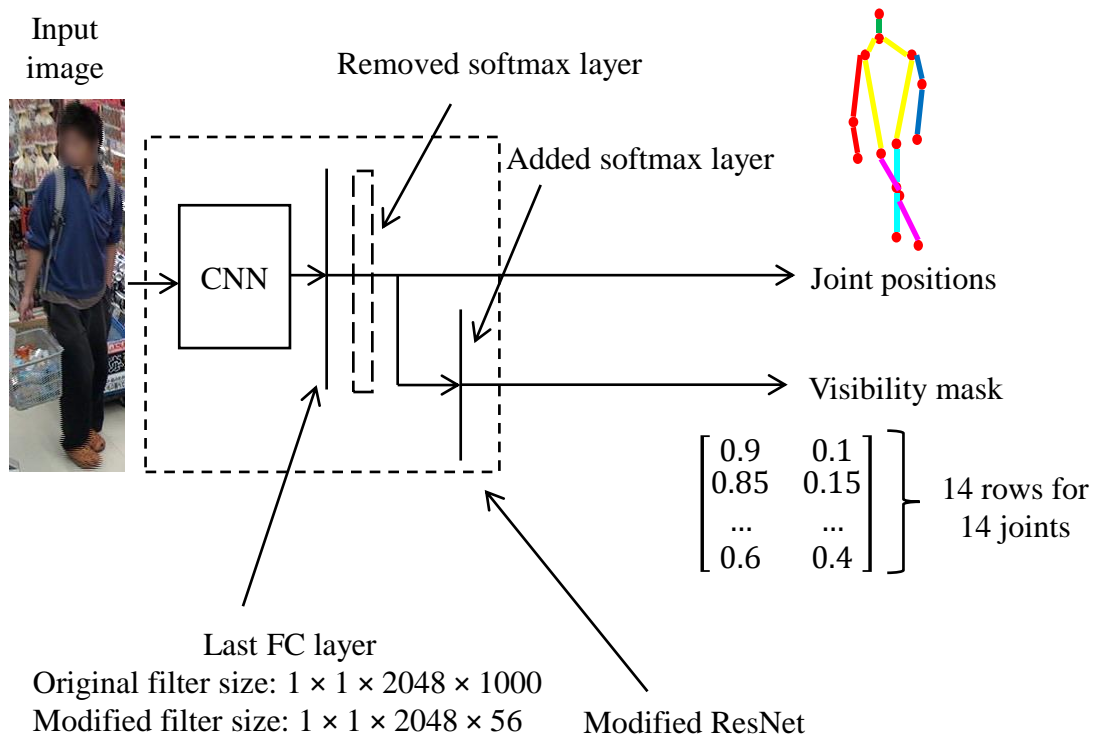 Input
image
Removed softmax layer
Added softmax layer
CNN
Joint positions
Visibility mask
0.9 0.1
0.85 0.15
... ...
0.6 0.4
14 rows for
14 joints
Last FC layer
Original filter size: 1 × 1 × 2048 × 1000
Modified filter size: 1 × 1 × 2048 × 56
Modified ResNet